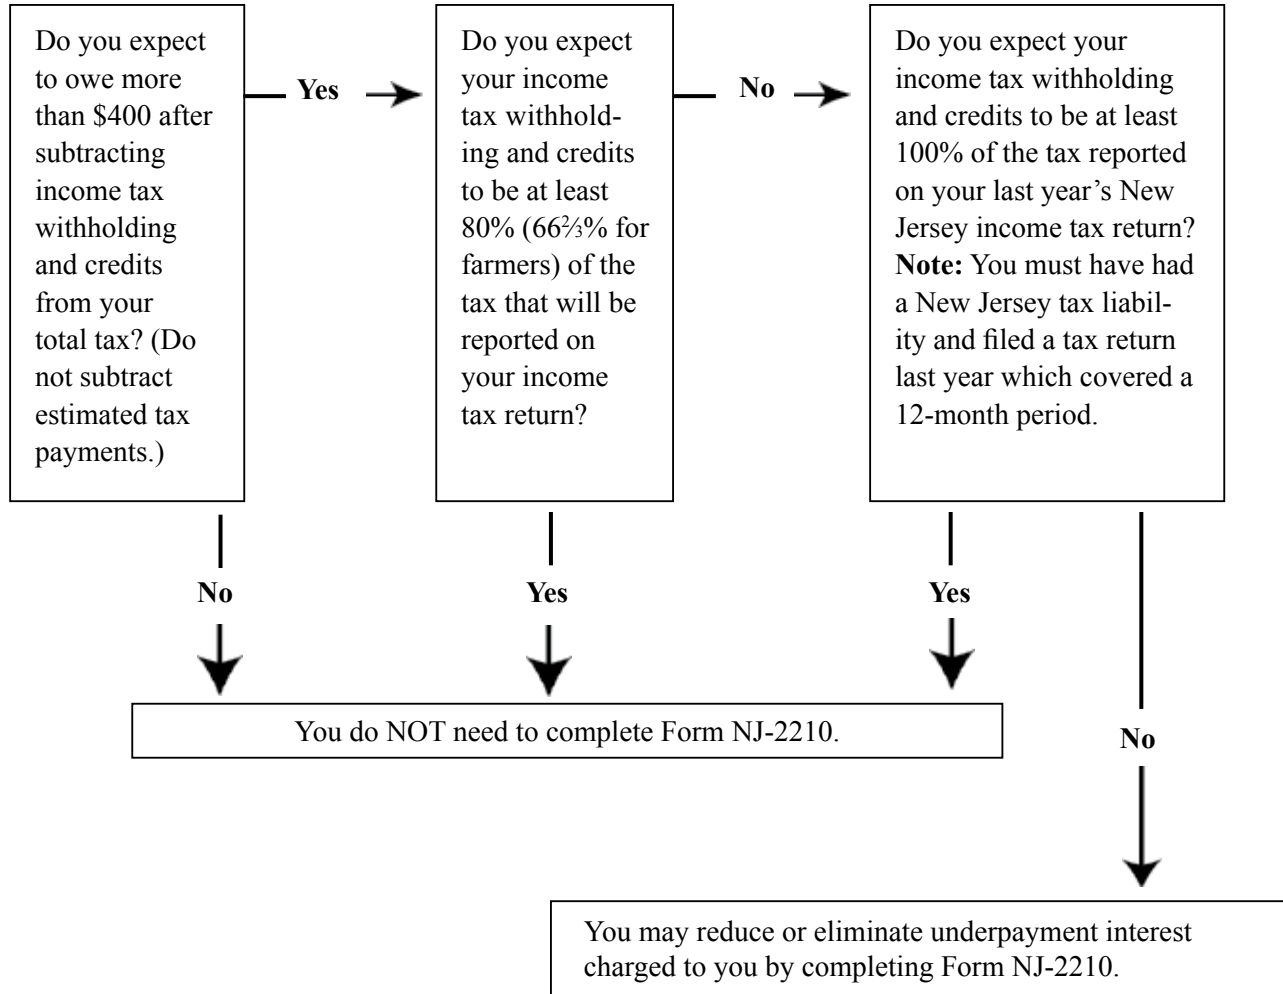 Do you expect
to owe more
than $400 after
subtracting
income tax
withholding
and credits
from your
total tax? (Do
not subtract
estimated tax
payments.)
Yes
Do you expect
your income
tax withhold-
ing and credits
to be at least
80% (66⅔% for
farmers) of the
tax that will be
reported on
your income
tax return?
No
Do you expect your
income tax withholding
and credits to be at least
100% of the tax reported
on your last year’s New
Jersey income tax return?
Note: You must have had
a New Jersey tax liabil-
ity and filed a tax return
last year which covered a
12-month period.
No
Yes
Yes
You do NOT need to complete Form NJ-2210.
No
You may reduce or eliminate underpayment interest
charged to you by completing Form NJ-2210.